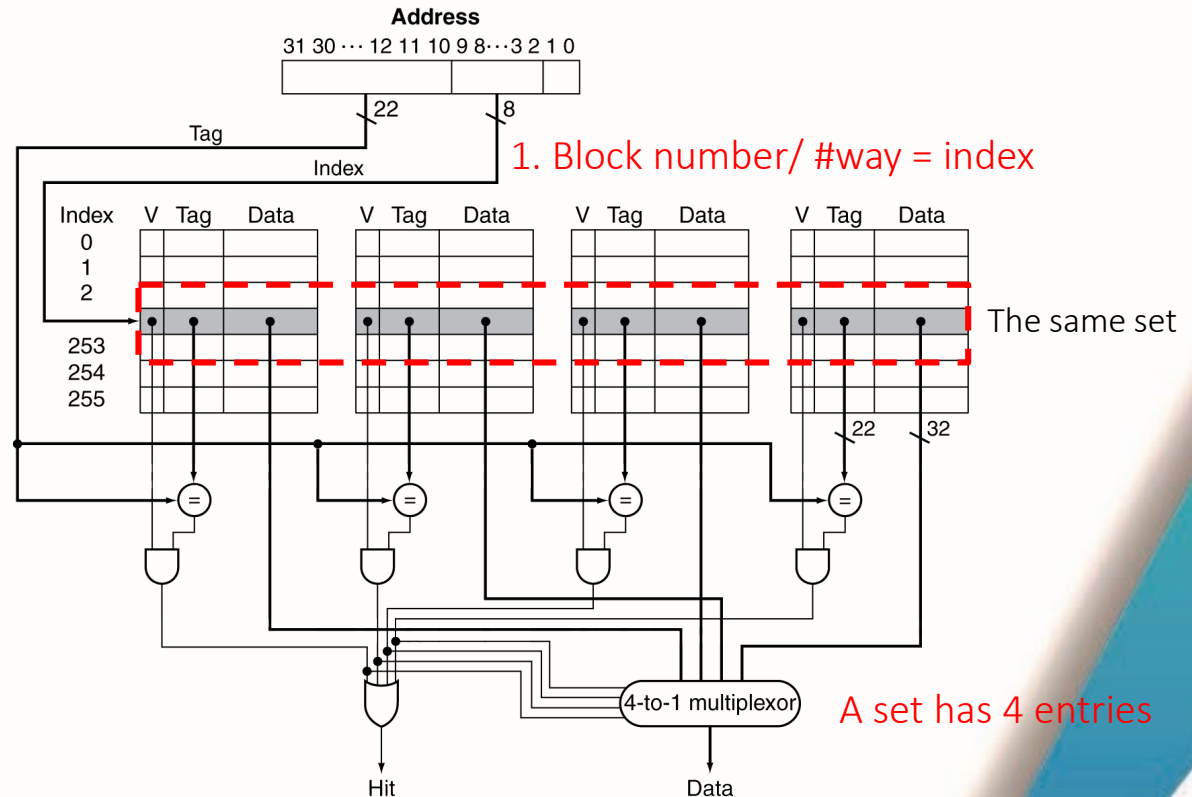 Address
31 30 ··· 12 11 10 9 8···3 2 1 0
22
8
Tag
1. Block number/ #way = index
Index
Index V Tag Data V Tag Data V Tag Data V Tag Data
0
1
2
The same set
253
254
255
22 32
= = = =
4-to-1 multiplexor
A set has 4 entries
Hit Data